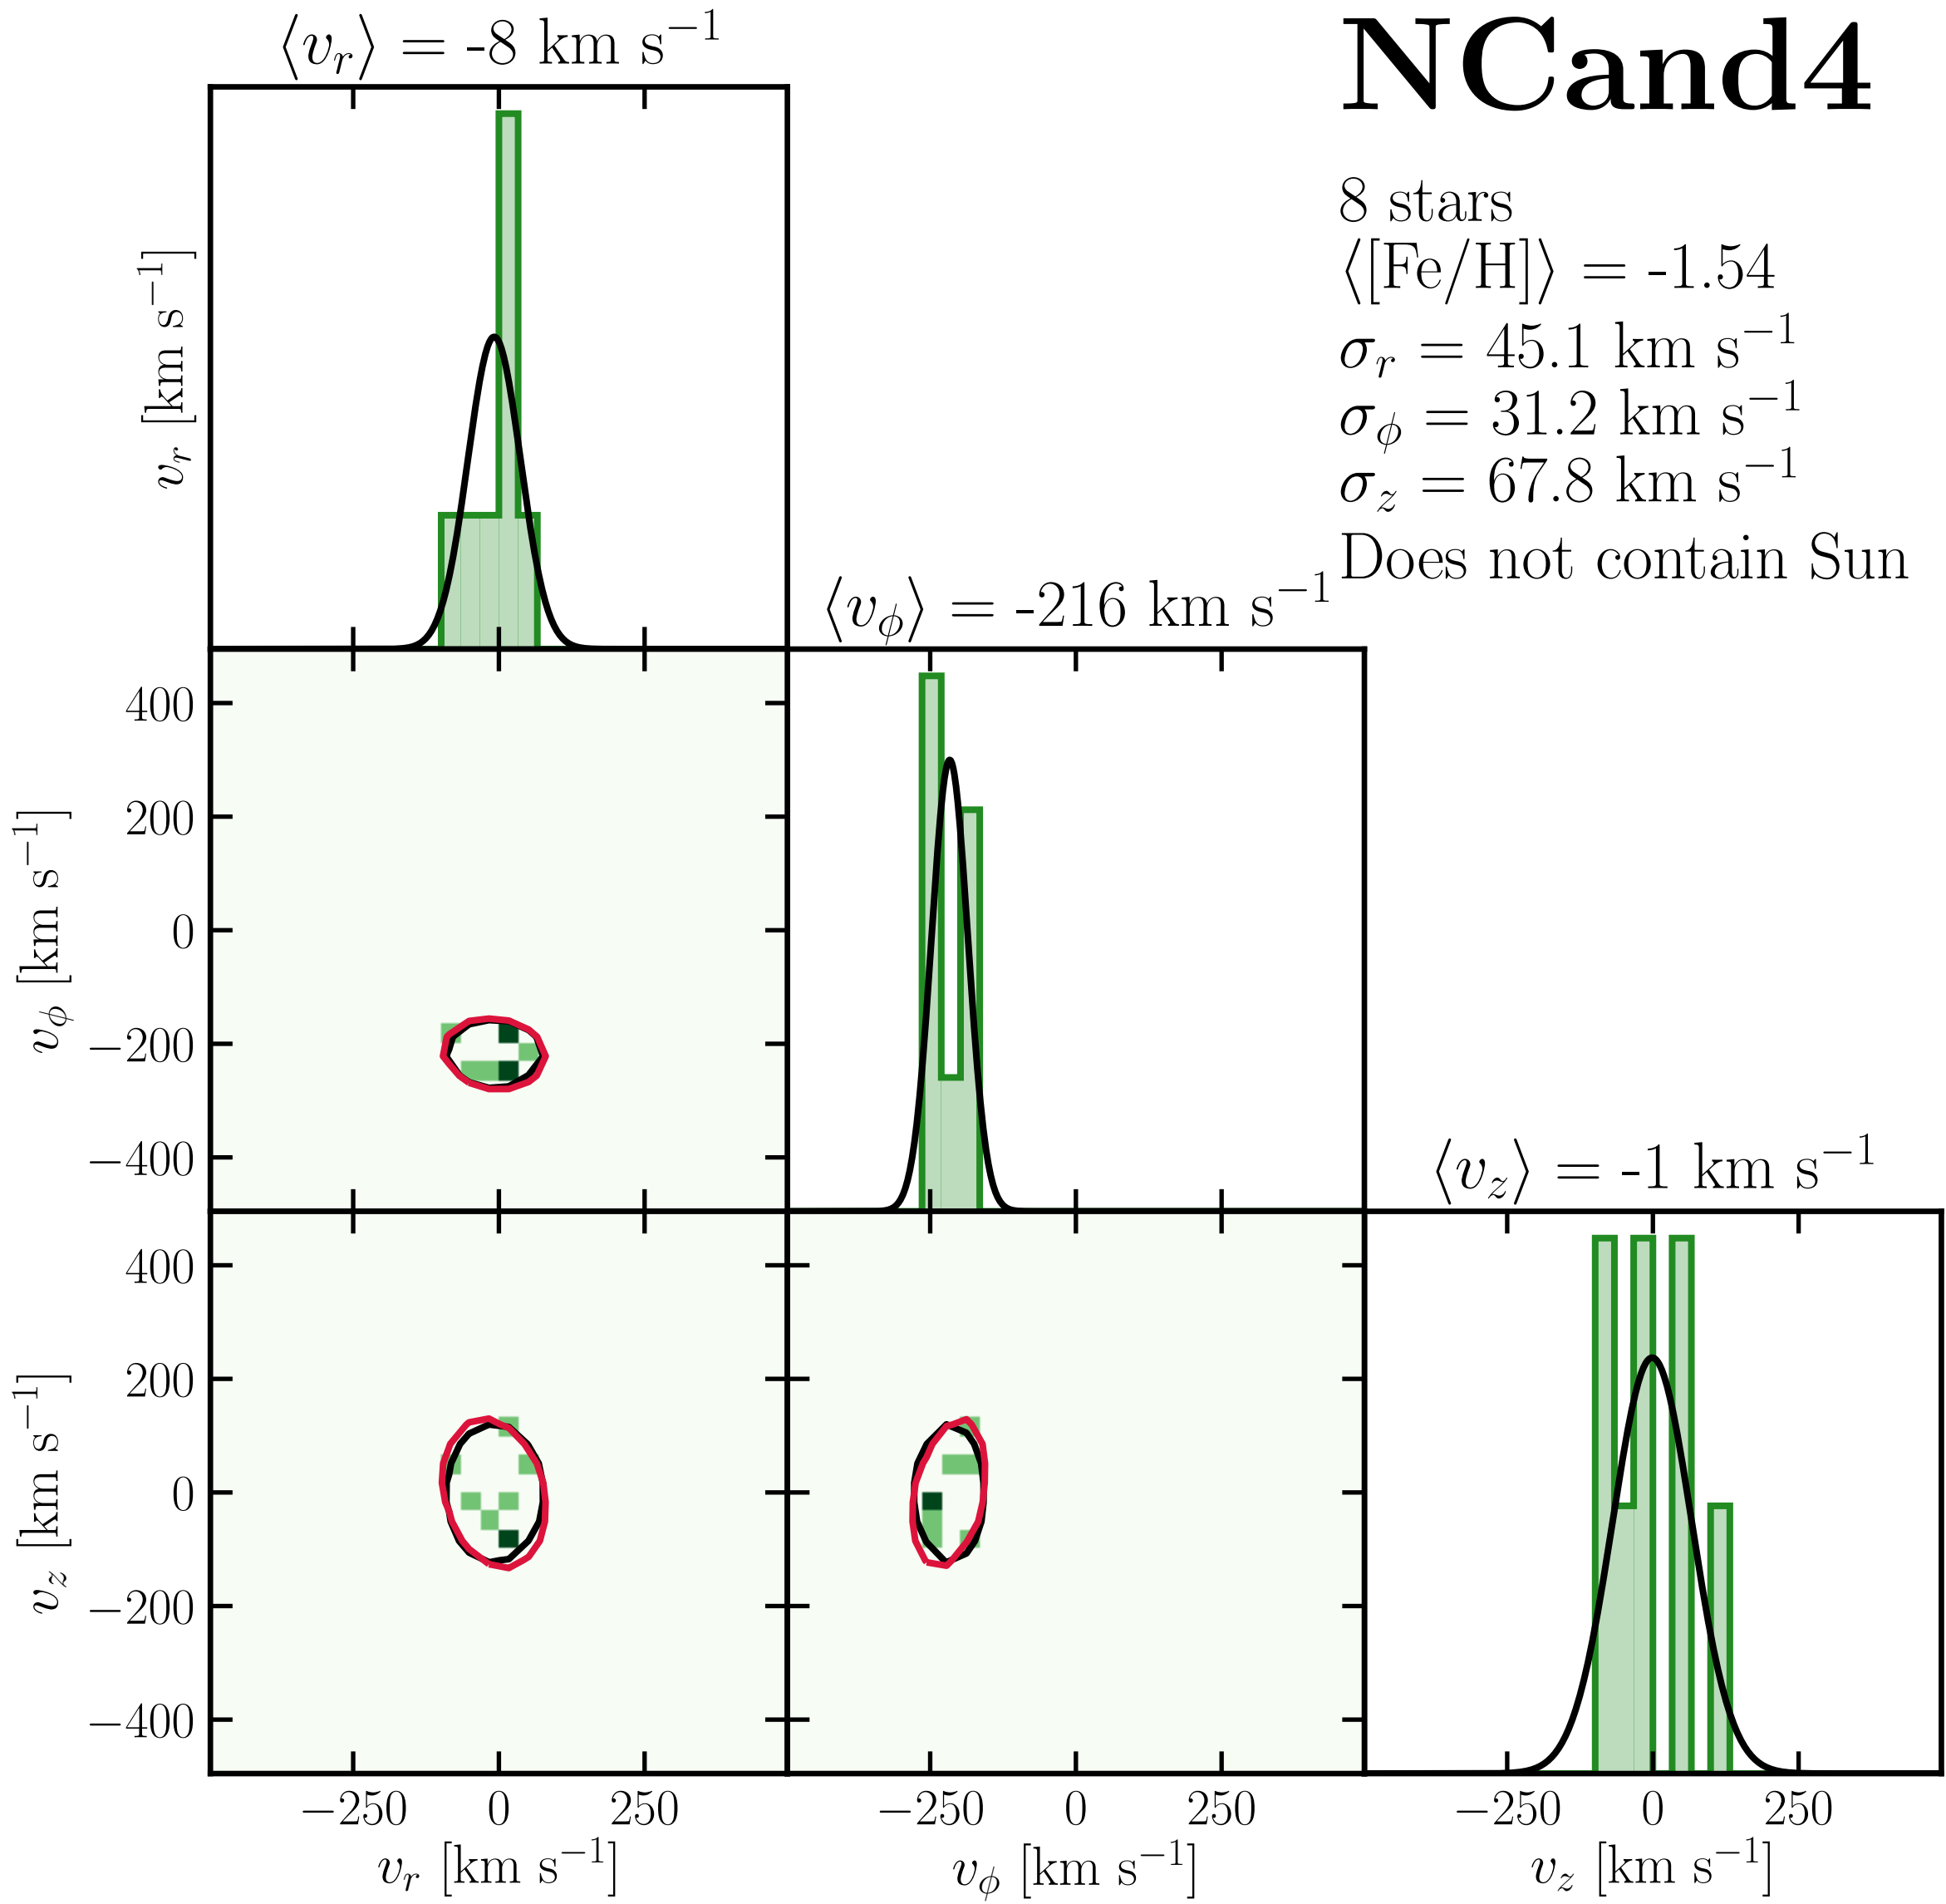 ⟨v_r⟩ = -8 km s⁻¹
NCand4
8 stars
⟨[Fe/H]⟩ = -1.54
σ_r = 45.1 km s⁻¹
σ_ϕ = 31.2 km s⁻¹
σ_z = 67.8 km s⁻¹
Does not contain Sun
v_r [km s⁻¹]
⟨v_ϕ⟩ = -216 km s⁻¹
400
200
0
−200
−400
v_ϕ [km s⁻¹]
⟨v_z⟩ = -1 km s⁻¹
400
200
0
−200
−400
v_z [km s⁻¹]
−250 0 250
−250 0 250
−250 0 250
v_r [km s⁻¹]
v_ϕ [km s⁻¹]
v_z [km s⁻¹]